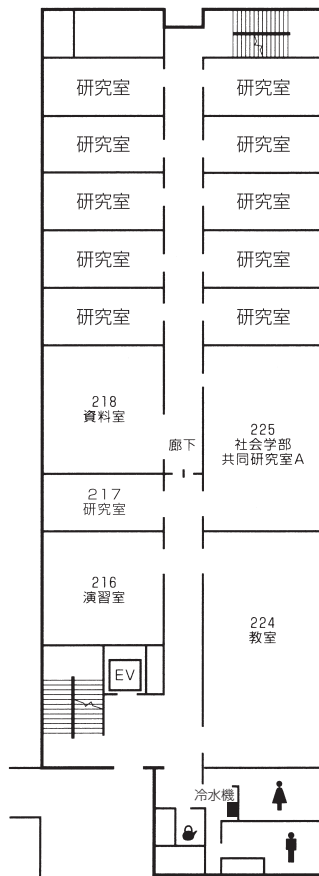 研究室
研究室
研究室
研究室
研究室
研究室
研究室
研究室
研究室
研究室
218
資料室
廊下
225
社会学部
共同研究室A
217
研究室
216
演習室
224
教室
EV
冷水機